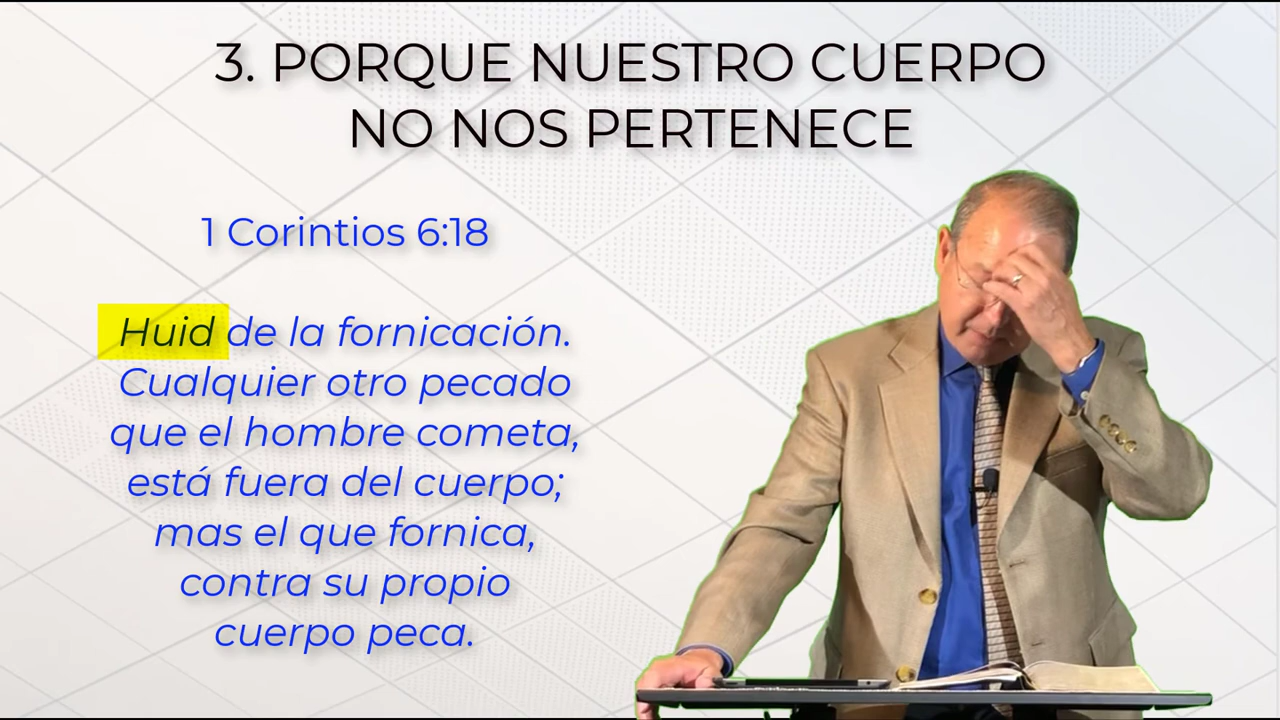 3. PORQUE NUESTRO CUERPO
NO NOS PERTENECE
1 Corintios 6:18
Huid de la fornicación.
Cualquier otro pecado
que el hombre cometa,
está fuera del cuerpo;
mas el que fornica,
contra su propio
cuerpo peca.